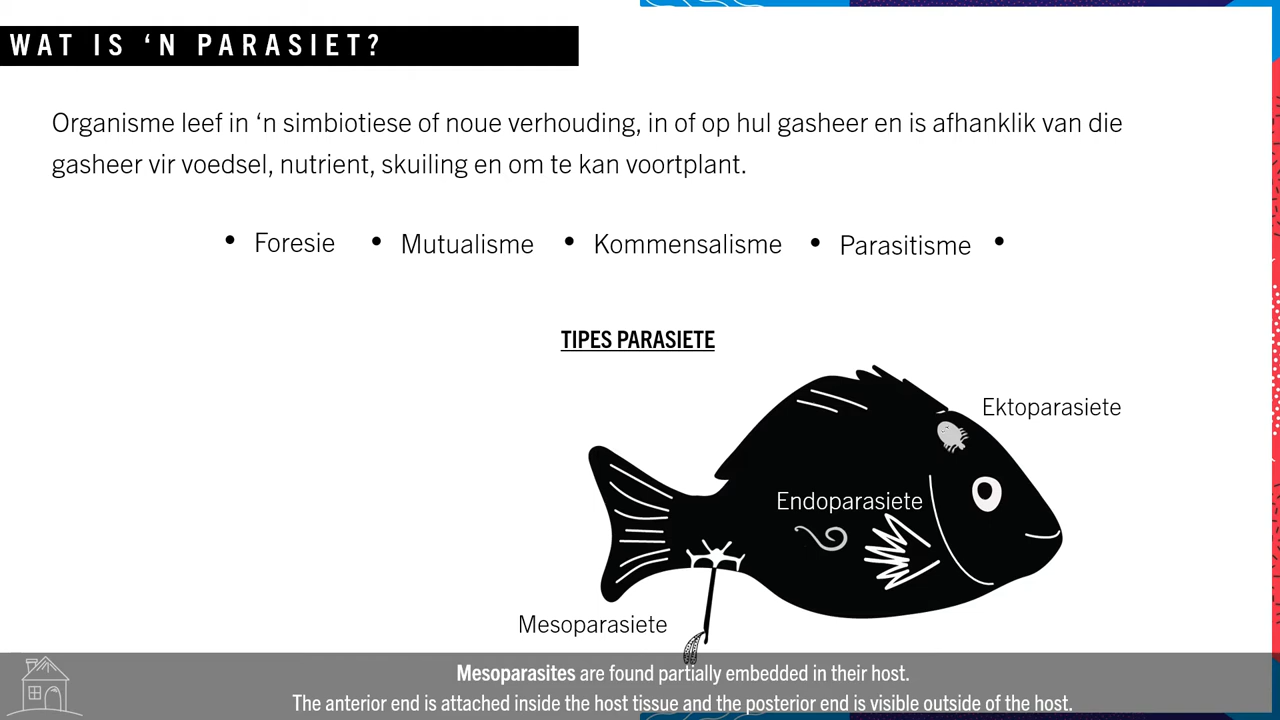 WAT IS ‘N PARASIET?
Organisme leef in ‘n simbiotiese of noue verhouding, in of op hul gasheer en is afhanklik van die
gasheer vir voedsel, nutrient, skuiling en om te kan voortplant.
• Foresie • Mutualisme • Kommensalisme • Parasitisme •
TIPES PARASIETE
Ektoparasiete
Endoparasiete
Mesoparasiete
Mesoparasites are found partially embedded in their host.
The anterior end is attached inside the host tissue and the posterior end is visible outside of the host.